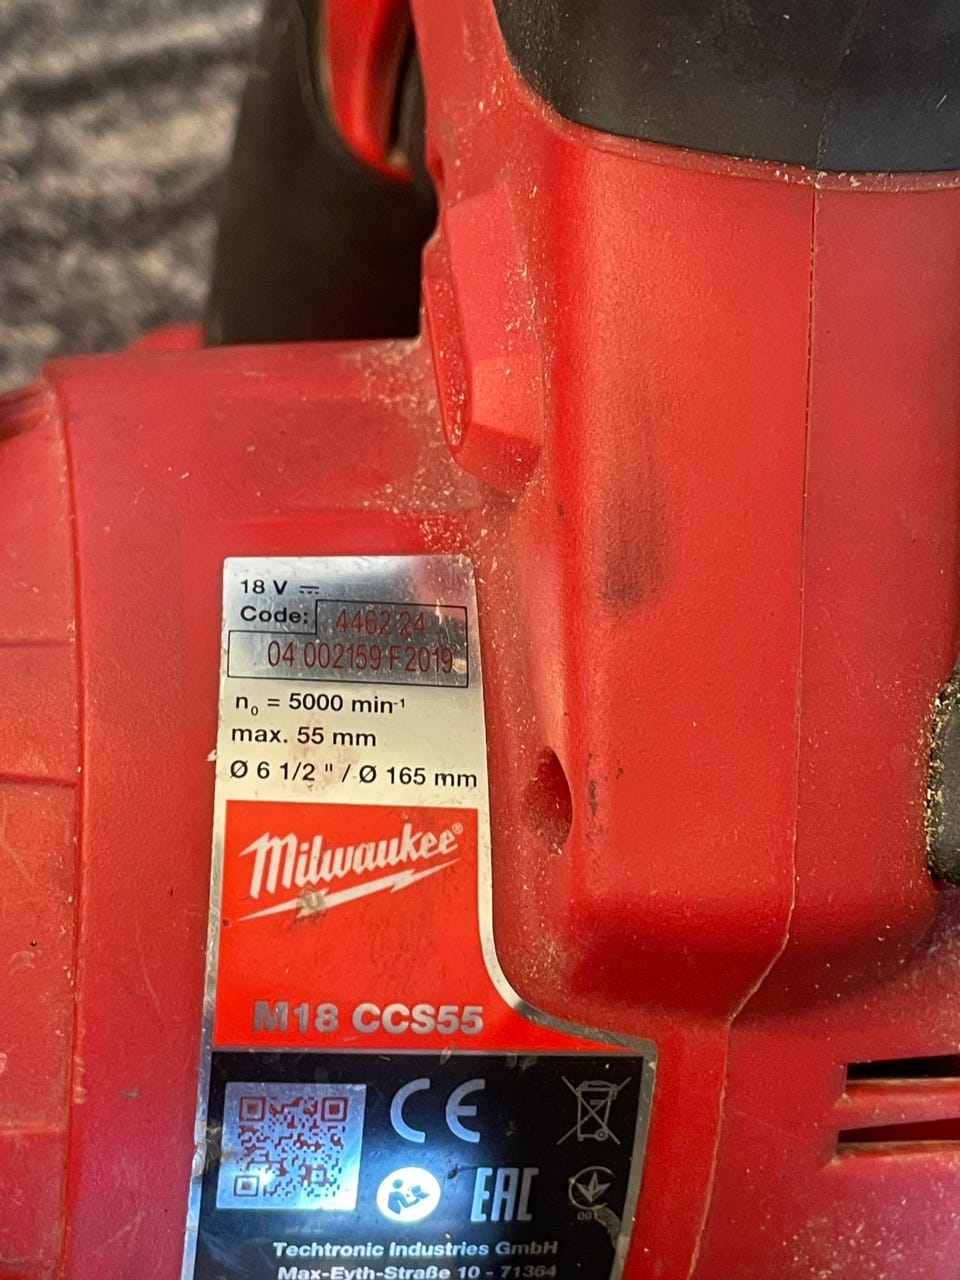 18 V
Code: 4462 24
04 002159 F2019
n₀ = 5000 min⁻¹
max. 55 mm
Ø 6 1/2 " / Ø 165 mm
Milwaukee®
M18 CCS55
CE
EAC
001
Techtronic Industries GmbH
Max-Eyth-Straße 10 - 71364